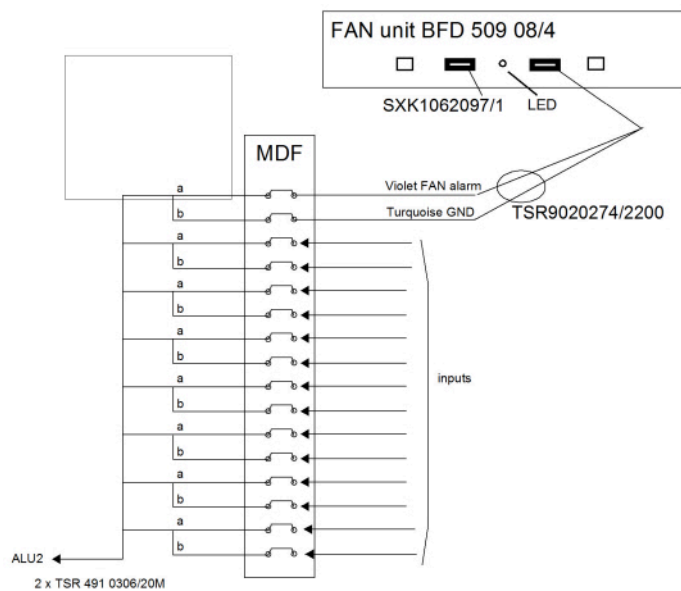 FAN unit BFD 509 08/4
SXK1062097/1
LED
MDF
a
Violet FAN alarm
b
Turquoise GND
TSR9020274/2200
a
b
a
b
a
b
a
inputs
b
a
b
a
b
a
b
ALU2
2 x TSR 491 0306/20M